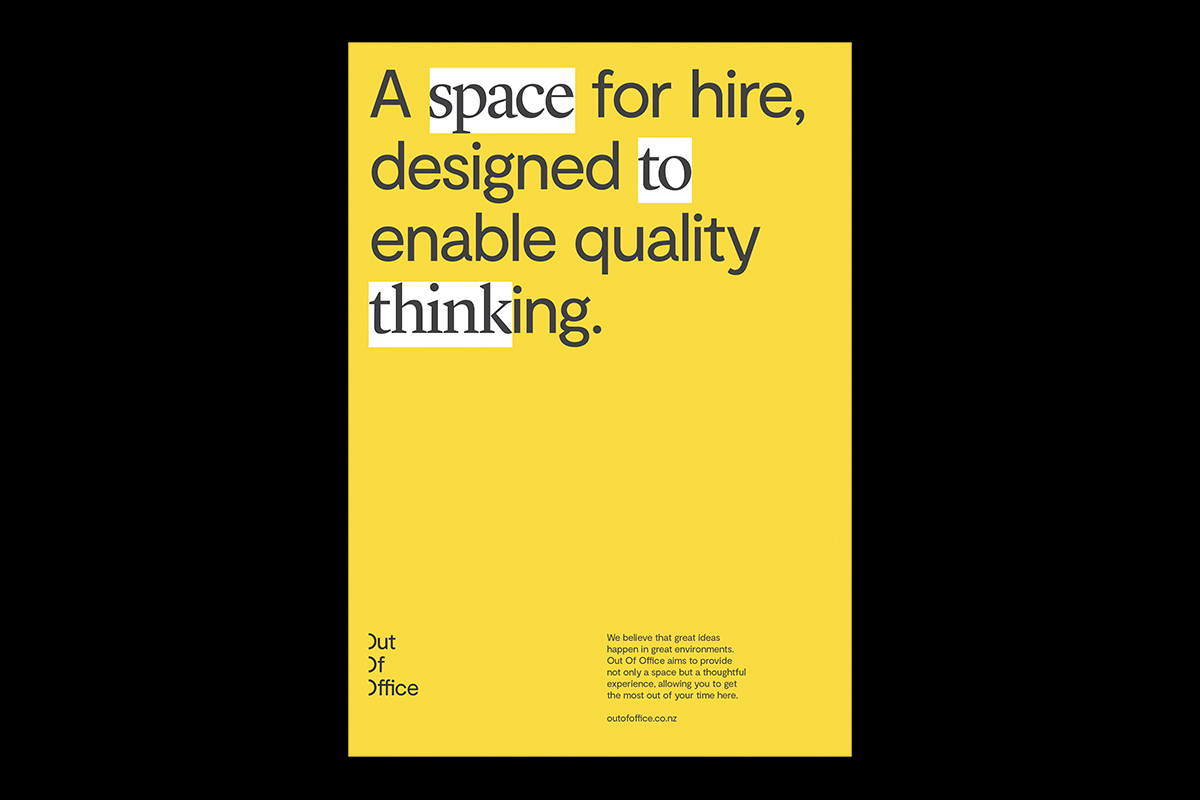 A space for hire,
designed to
enable quality
thinking.
Out
Of
Office
We believe that great ideas
happen in great environments.
Out Of Office aims to provide
not only a space but a thoughtful
experience, allowing you to get
the most out of your time here.
outofoffice.co.nz